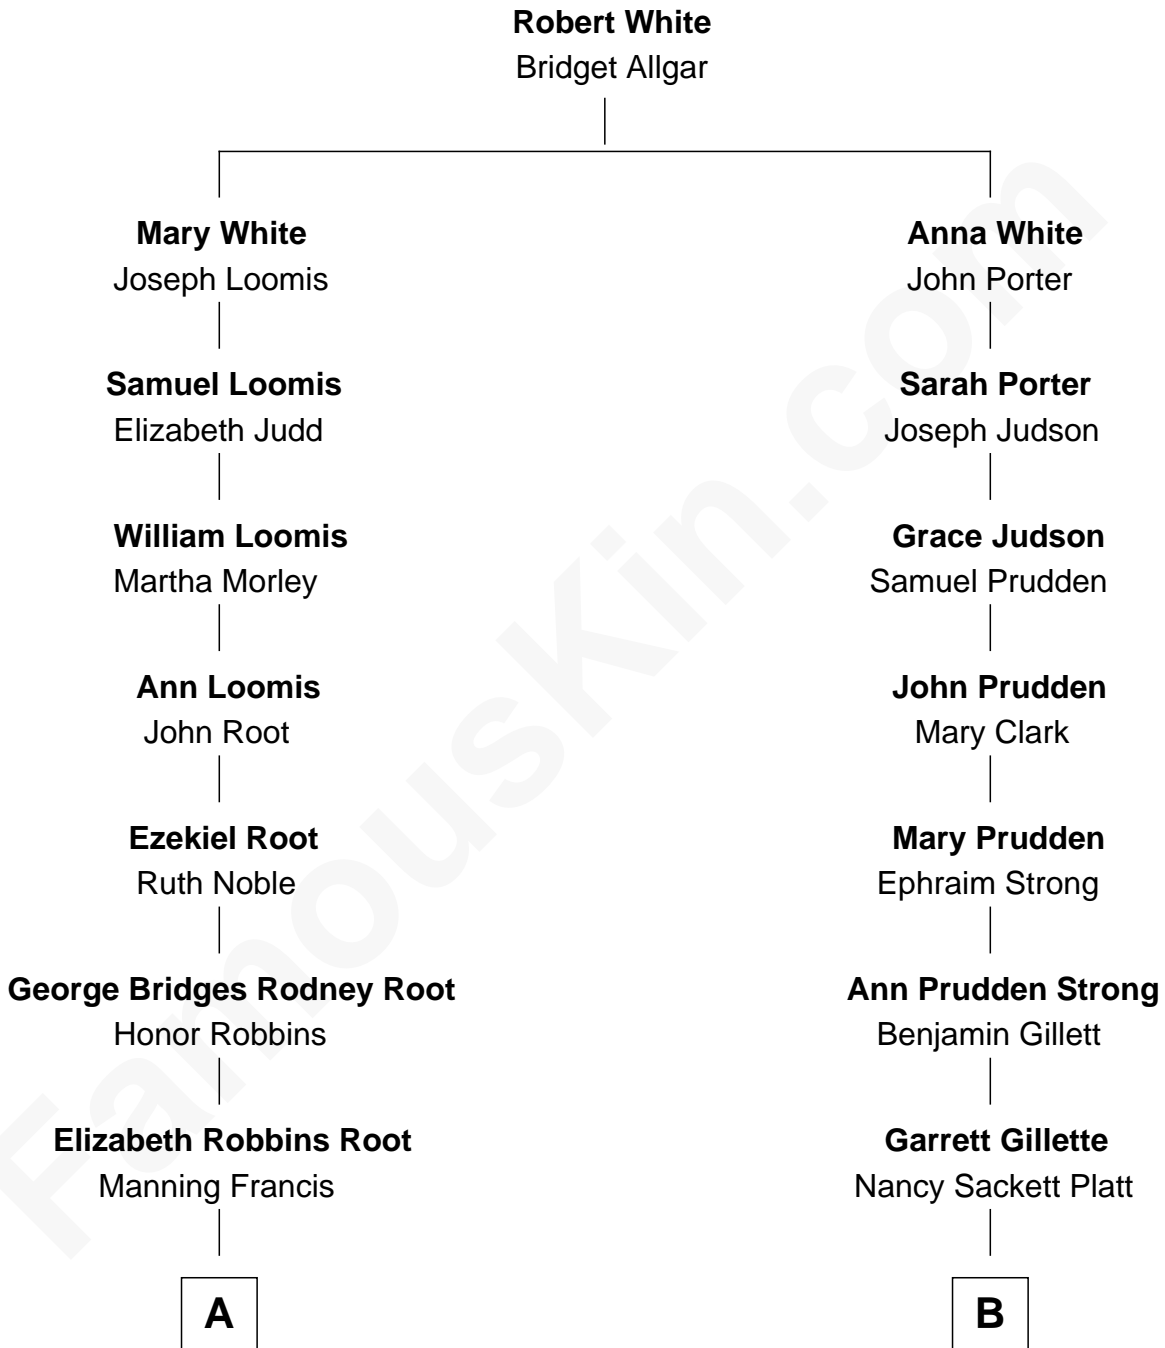 Robert White
Bridget Allgar
Mary White
Joseph Loomis
Samuel Loomis
Elizabeth Judd
William Loomis
Martha Morley
Ann Loomis
John Root
Ezekiel Root
Ruth Noble
George Bridges Rodney Root
Honor Robbins
Elizabeth Robbins Root
Manning Francis
A
Anna White
John Porter
Sarah Porter
Joseph Judson
Grace Judson
Samuel Prudden
John Prudden
Mary Clark
Mary Prudden
Ephraim Strong
Ann Prudden Strong
Benjamin Gillett
Garrett Gillette
Nancy Sackett Platt
B
FamousKin.com